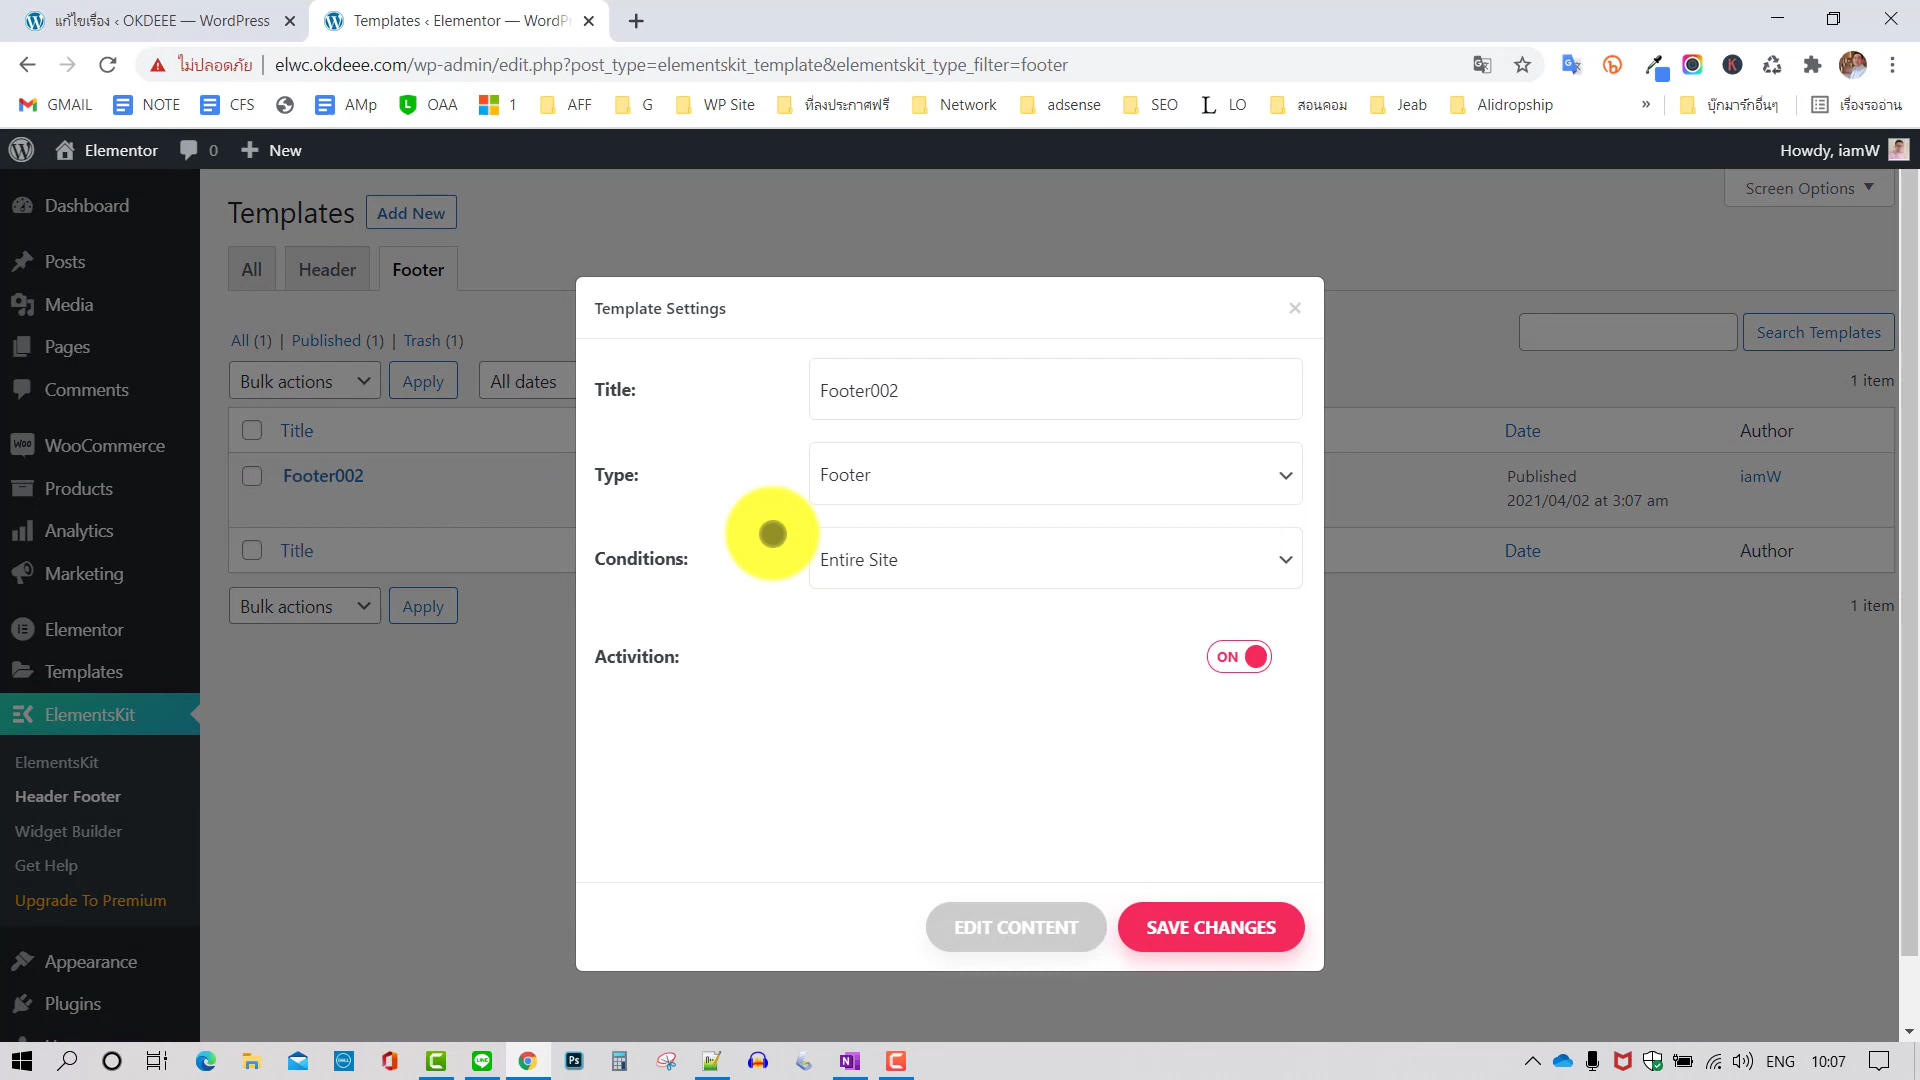 แก้ไขเรื่อง ‹ OKDEEE — WordPress
Templates ‹ Elementor — WordPr
ไม่ปลอดภัย
elwc.okdeee.com/wp-admin/edit.php?post_type=elementskit_template&elementskit_type_filter=footer
GMAIL NOTE CFS AMp OAA 1 AFF G WP Site ที่ลงประกาศฟรี Network adsense SEO LO สอนคอม Jeab Alidropship » บุ๊กมาร์กอื่นๆ เรื่องรออ่าน
Elementor 0 New Howdy, iamW
Screen Options
Dashboard
Posts
Media
Pages
Comments
WooCommerce
Products
Analytics
Marketing
Elementor
Templates
ElementsKit
ElementsKit
Header Footer
Widget Builder
Get Help
Upgrade To Premium
Appearance
Plugins
Templates Add New
All Header Footer
All (1) | Published (1) | Trash (1)
Search Templates
Bulk actions Apply All dates
1 item
Title Date Author
Footer002 Published iamW
2021/04/02 at 3:07 am
Title Date Author
Bulk actions Apply 1 item
Template Settings
Title: Footer002
Type: Footer
Conditions: Entire Site
Activition: ON
EDIT CONTENT SAVE CHANGES
ENG 10:07